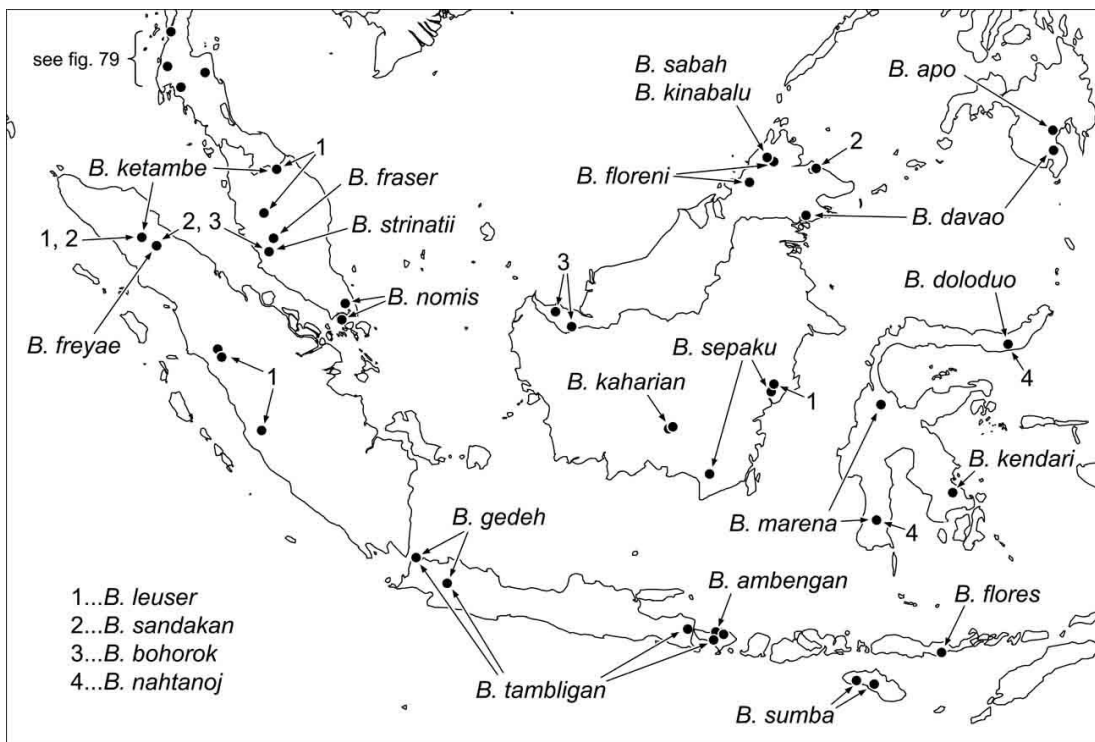 see fig. 79
B. sabah
B. kinabalu
B. apo
1
2
B. ketambe
B. fraser
B. floreni
B. strinatii
B. davao
2, 3
1, 2
3
B. nomis
B. doloduo
B. freyae
B. sepaku
1
B. kaharian
1
4
B. kendari
B. gedeh
B. marena
4
B. ambengan
B. flores
1...B. leuser
2...B. sandakan
3...B. bohorok
4...B. nahtanoj
B. tambligan
B. sumba